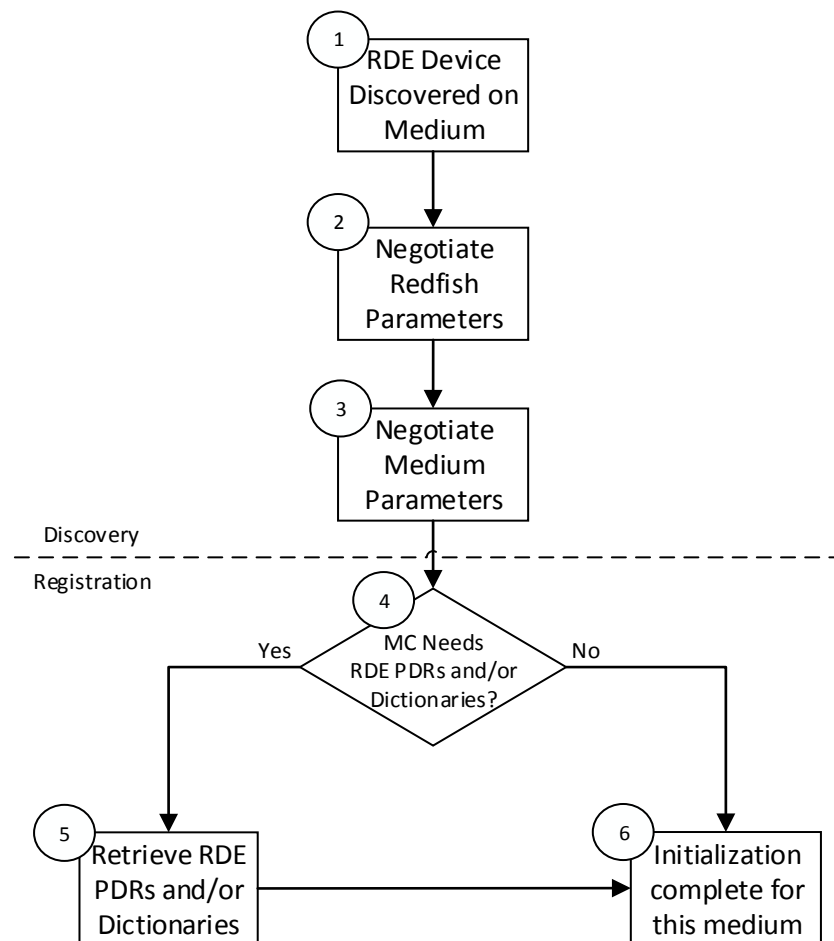 1
RDE Device
Discovered on
Medium
2
Negotiate
Redfish
Parameters
3
Negotiate
Medium
Parameters
Discovery
Registration
4
MC Needs
RDE PDRs and/or
Dictionaries?
Yes
No
5
Retrieve RDE
PDRs and/or
Dictionaries
6
Initialization
complete for
this medium